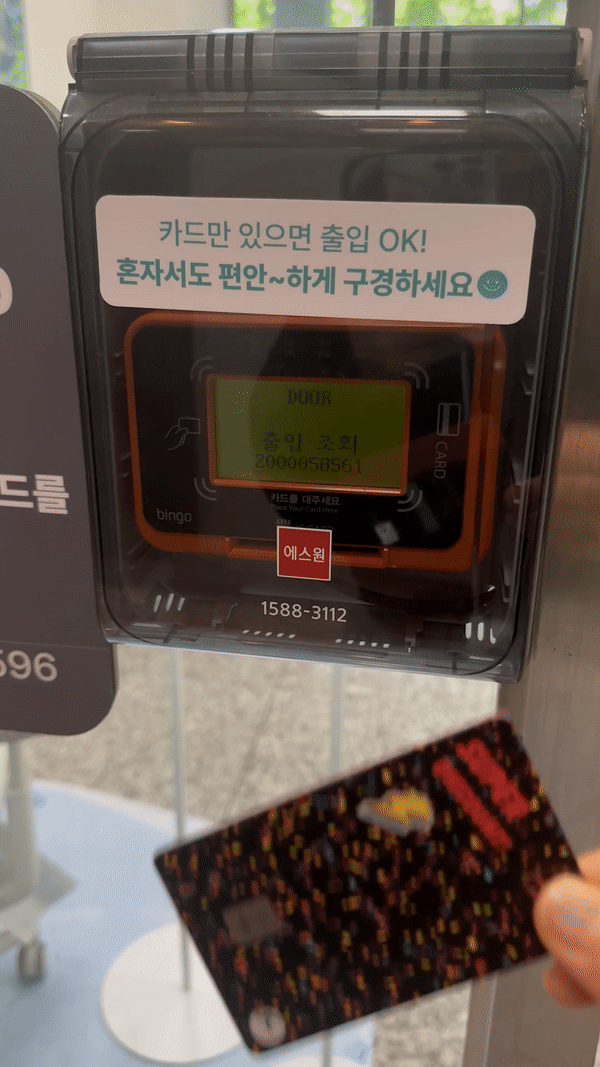 카드만 있으면 출입 OK!
혼자서도 편안~하게 구경하세요
DOOR
출입 조회
2000058561
CARD
카드를 대주세요
Place Your Card Here
bingo
에스원
1588-3112
드를
596